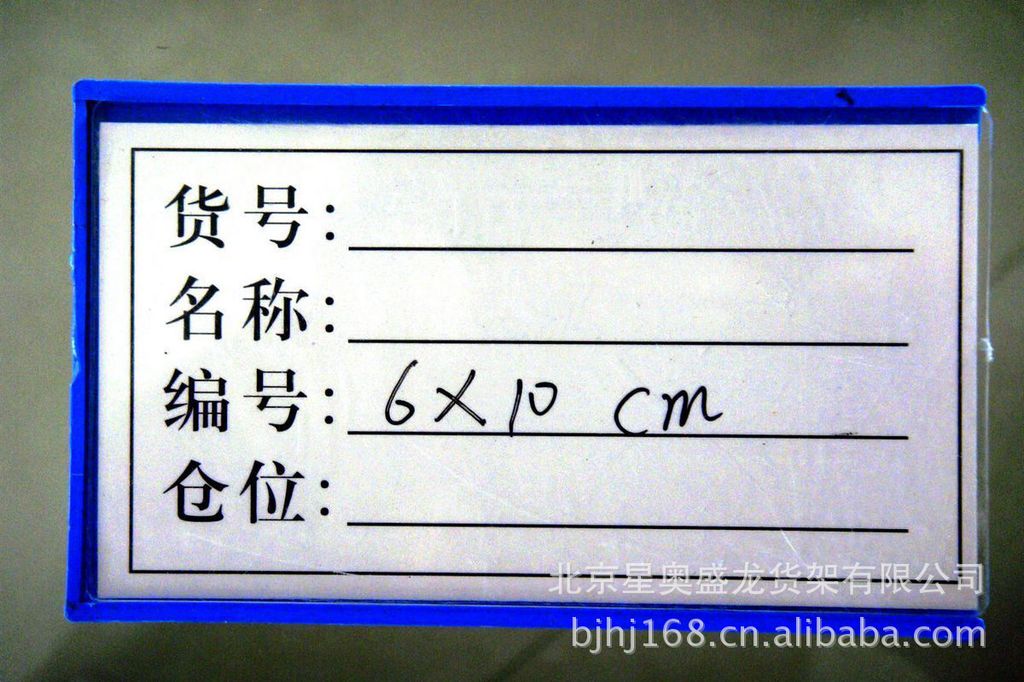 货号:
名称:
编号: 6×10 cm
仓位:
北京星奥盛龙货架有限公司
bjhj168.cn.alibaba.com